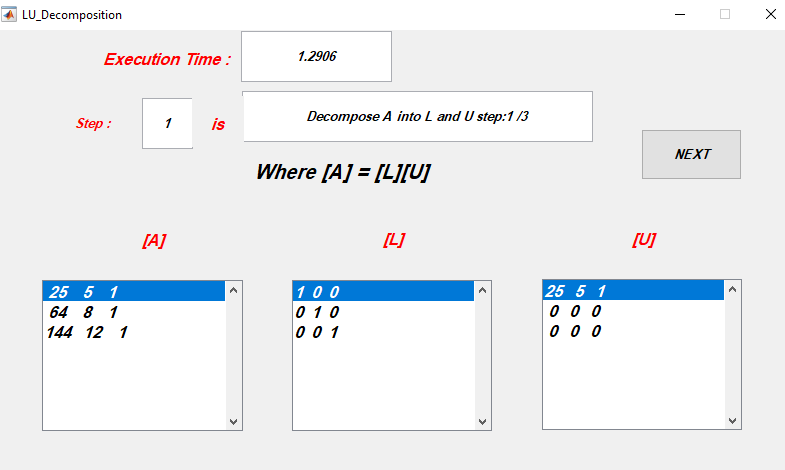 LU_Decomposition
Execution Time :
1.2906
Step :
1
is
Decompose A into L and U step:1 /3
NEXT
Where [A] = [L][U]
[A]
[L]
[U]
25 5 1
64 8 1
144 12 1
1 0 0
0 1 0
0 0 1
25 5 1
0 0 0
0 0 0